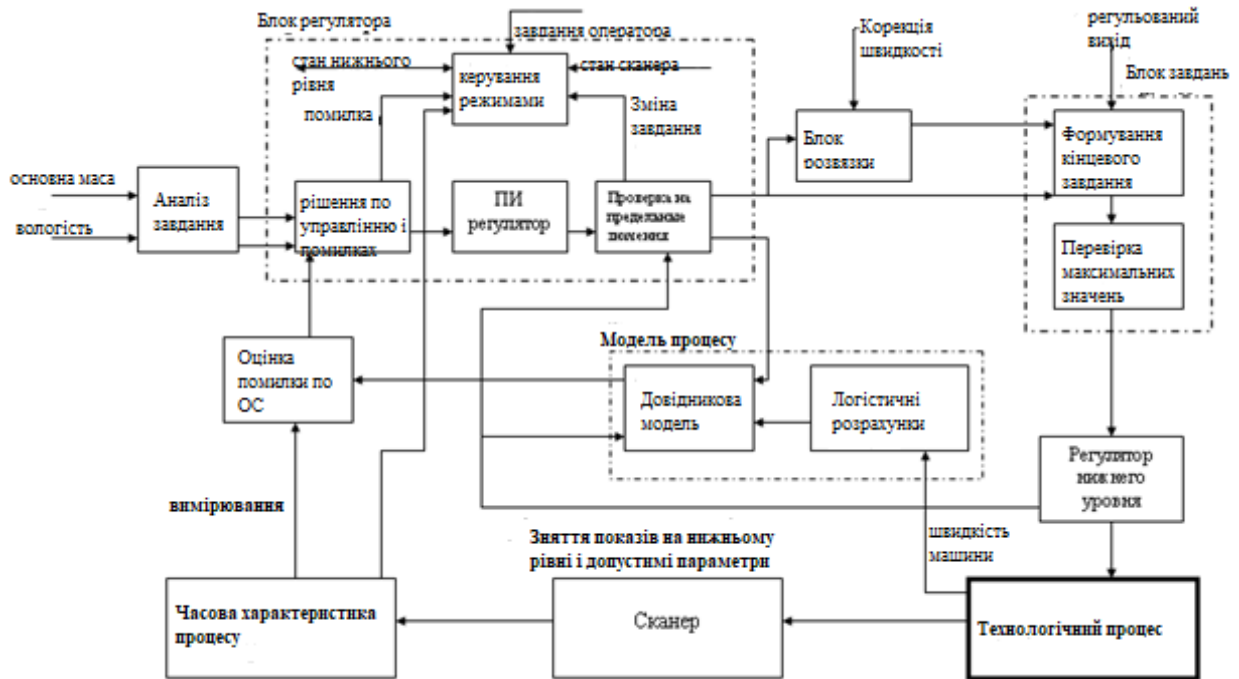 Блок регулятора
завдання оператора
Корекція
швидкості
регульований
вихід
стан нижнього
рівня
керування
режимами
стан сканера
Блок завдань
помилка
Зміна
завдання
Блок
розвязки
Формування
кінцевого
завдання
основна маса
Аналіз
завдання
рішення по
управлінню і
помилках
ПИ
регулятор
Проверка на
предельные
вологість
Перевірка
максимальних
значень
Модель процесу
Оцінка
помилки по
ОС
Довідникова
модель
Логістичні
розрахунки
Регулятор
нижнего
уровня
вимірювання
Зняття показів на нижньому
рівні і допустимі параметри
швидкість
машини
Часова характеристика
процесу
Сканер
Технологічний процес